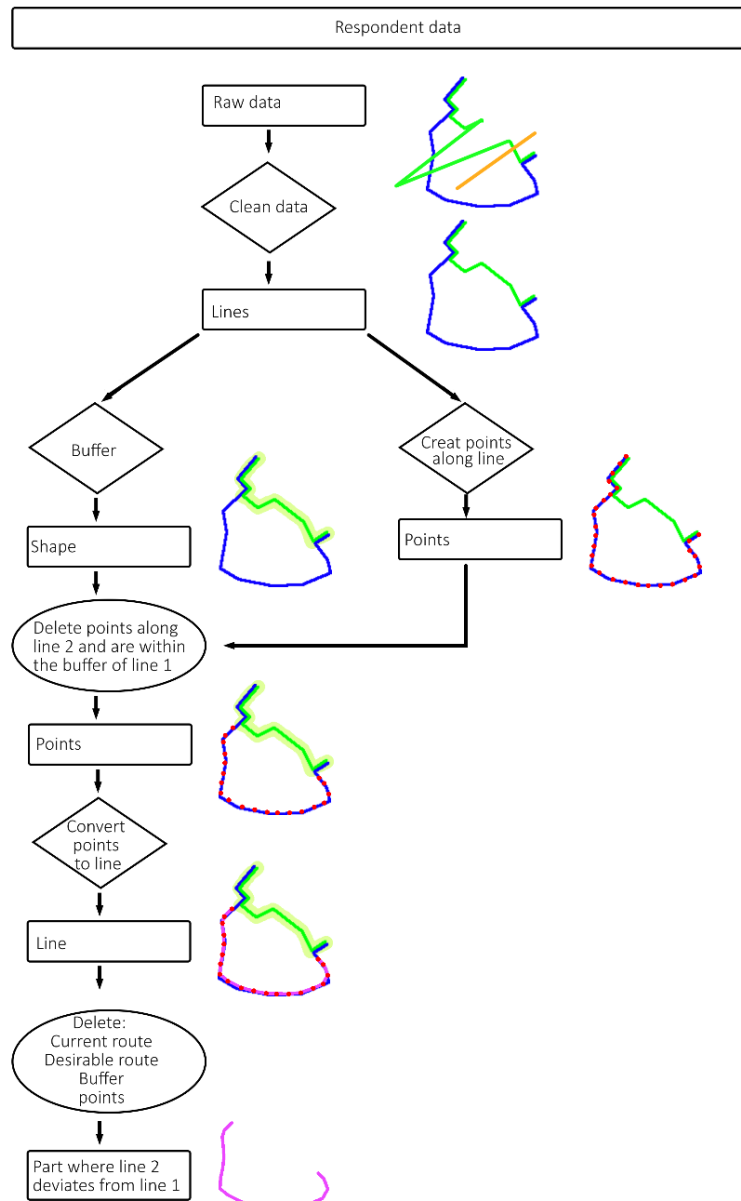 Respondent data
Raw data
Clean data
Lines
Buffer
Creat points
along line
Shape
Points
Delete points along
line 2 and are within
the buffer of line 1
Points
Convert
points
to line
Line
Delete:
Current route
Desirable route
Buffer
points
Part where line 2
deviates from line 1